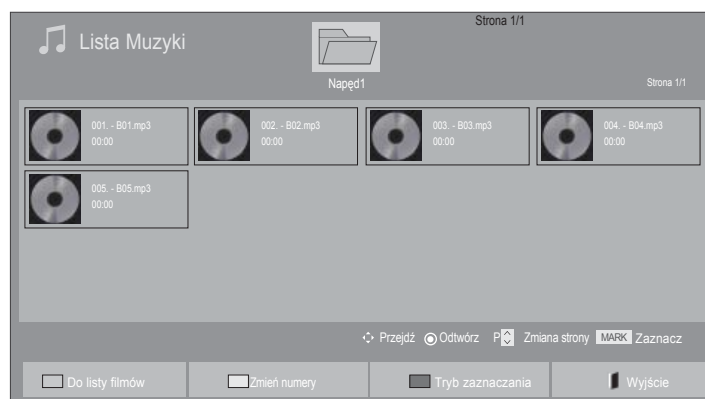 Strona 1/1
Lista Muzyki
Napęd1
Strona 1/1
001. - B01.mp3
00:00
002. - B02.mp3
00:00
003. - B03.mp3
00:00
004. - B04.mp3
00:00
005. - B05.mp3
00:00
Przejdź Odtwórz P Zmiana strony MARK Zaznacz
Do listy filmów Zmień numery Tryb zaznaczania Wyjście